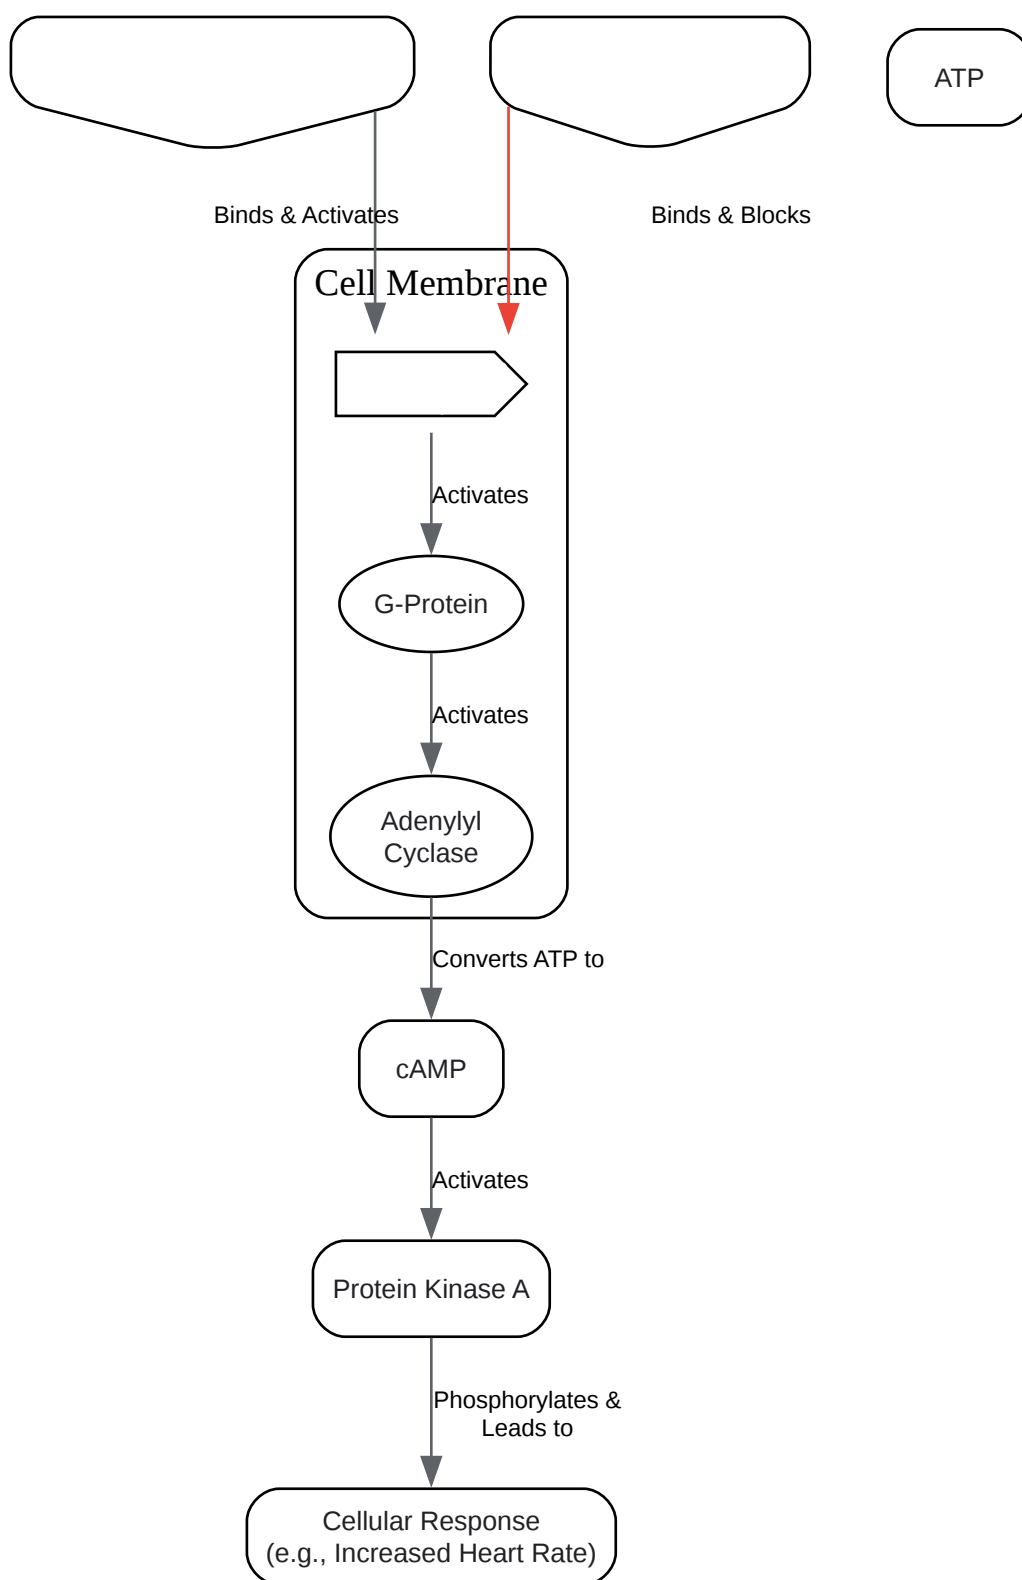 ATP
Binds & Activates
Binds & Blocks
Cell Membrane
Activates
G-Protein
Activates
Adenylyl
Cyclase
Converts ATP to
cAMP
Activates
Protein Kinase A
Phosphorylates &
Leads to
Cellular Response
(e.g., Increased Heart Rate)